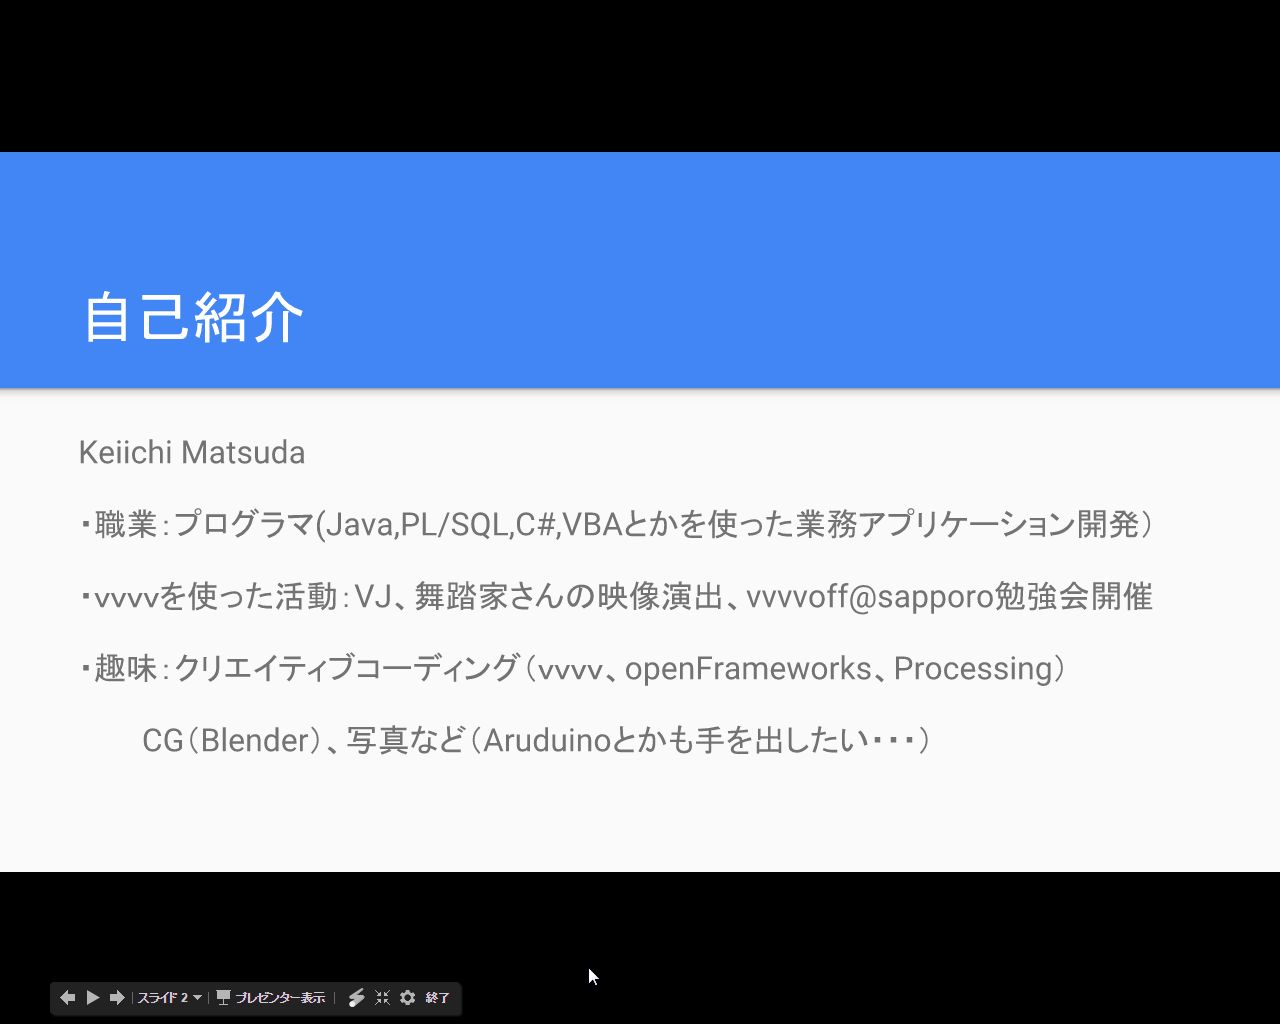 自己紹介
Keiichi Matsuda
・職業：プログラマ(Java,PL/SQL,C#,VBAとかを使った業務アプリケーション開発）
・vvvvを使った活動：VJ、舞踏家さんの映像演出、vvvvoff@sapporo勉強会開催
・趣味：クリエイティブコーディング（vvvv、openFrameworks、Processing）
CG（Blender）、写真など（Aruduinoとかも手を出したい・・・）
スライド 2 プレゼンター表示 終了